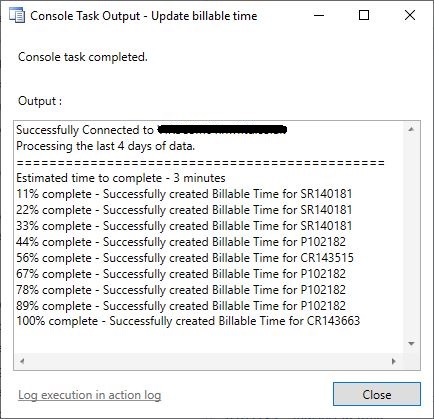 Console Task Output - Update billable time
Console task completed.
Output :
Successfully Connected to
Processing the last 4 days of data.
================================================
Estimated time to complete - 3 minutes
11% complete - Successfully created Billable Time for SR140181
22% complete - Successfully created Billable Time for SR140181
33% complete - Successfully created Billable Time for SR140181
44% complete - Successfully created Billable Time for P102182
56% complete - Successfully created Billable Time for CR143515
67% complete - Successfully created Billable Time for P102182
78% complete - Successfully created Billable Time for P102182
89% complete - Successfully created Billable Time for P102182
100% complete - Successfully created Billable Time for CR143663
Log execution in action log
Close